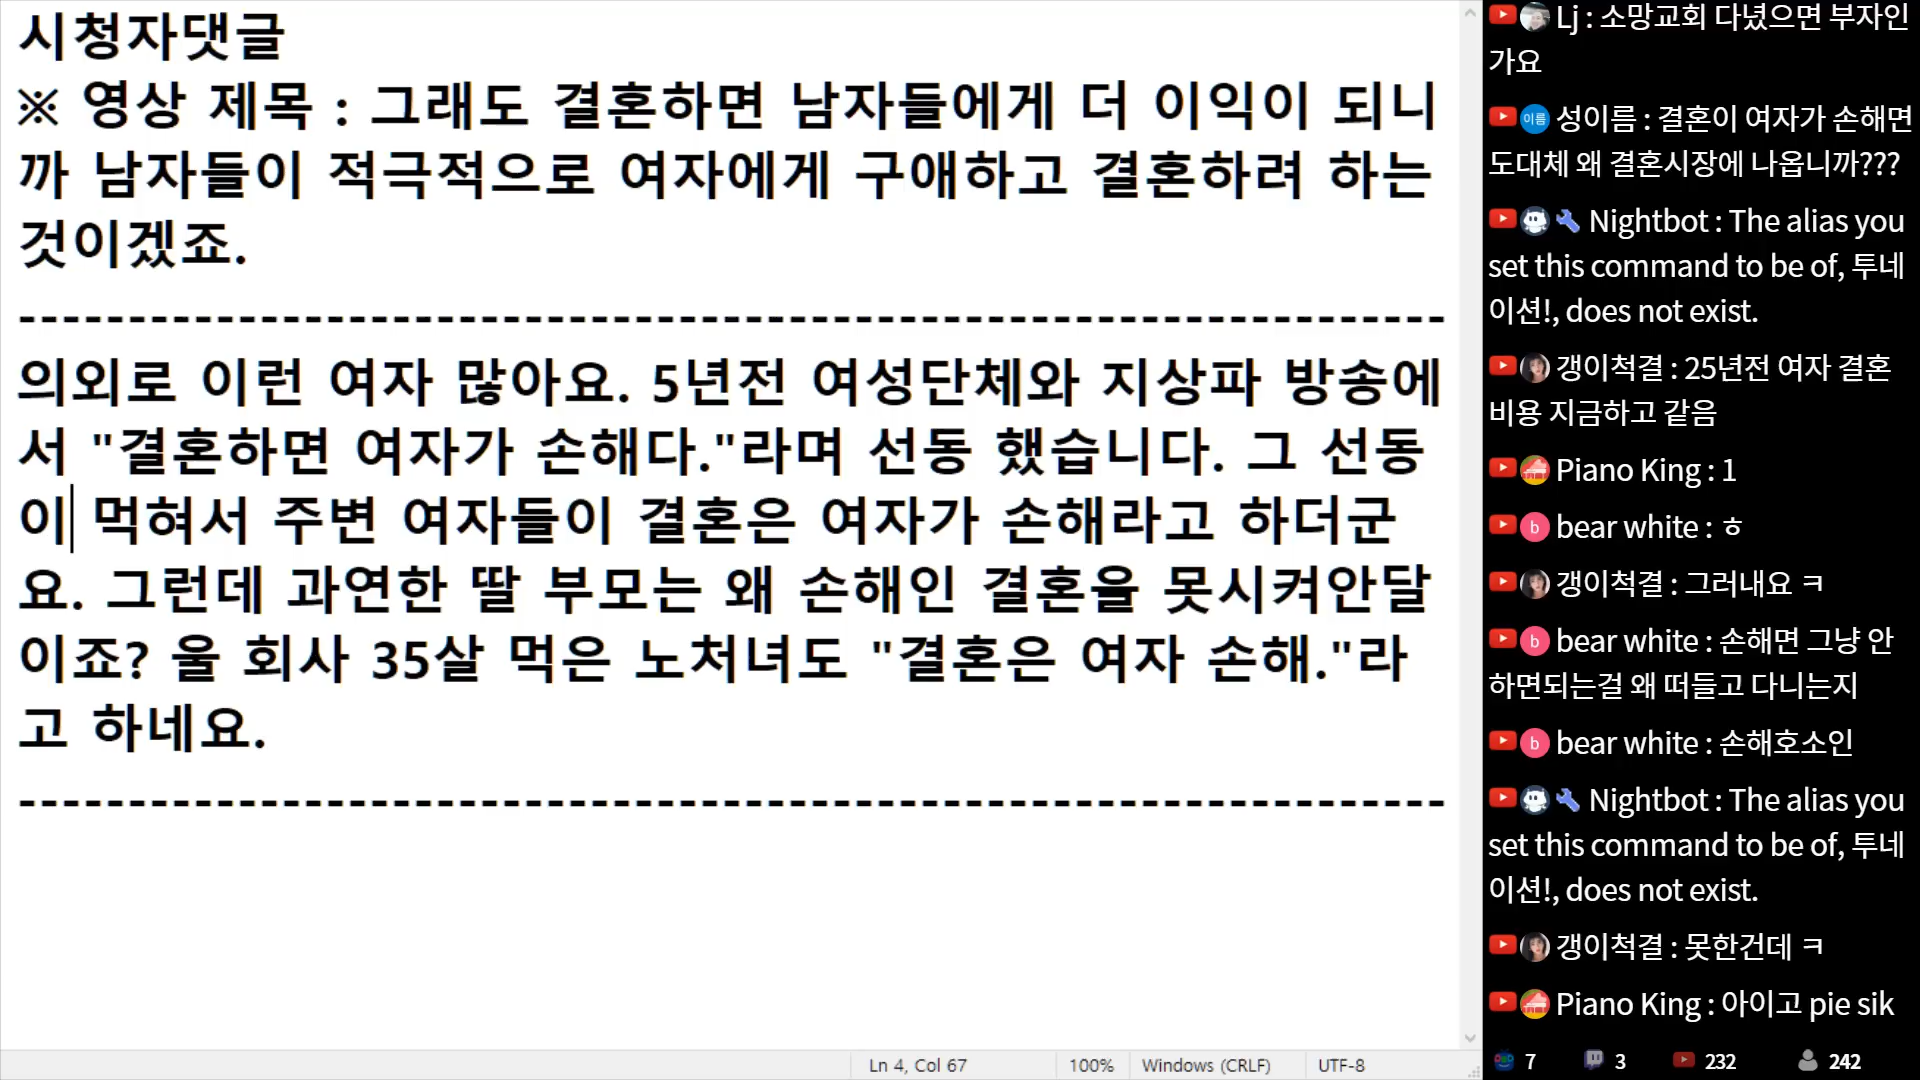 시청자댓글
※ 영상 제목 : 그래도 결혼하면 남자들에게 더 이익이 되니
까 남자들이 적극적으로 여자에게 구애하고 결혼하려 하는
것이겠죠.
-----------------------------------------------------------------
의외로 이런 여자 많아요. 5년전 여성단체와 지상파 방송에
서 "결혼하면 여자가 손해다."라며 선동 했습니다. 그 선동
이 먹혀서 주변 여자들이 결혼은 여자가 손해라고 하더군
요. 그런데 과연한 딸 부모는 왜 손해인 결혼을 못시켜안달
이죠? 울 회사 35살 먹은 노처녀도 "결혼은 여자 손해."라
고 하네요.
-----------------------------------------------------------------
Ln 4, Col 67
100%
Windows (CRLF)
UTF-8
Lj : 소망교회 다녔으면 부자인
가요
이름 성이름 : 결혼이 여자가 손해면
도대체 왜 결혼시장에 나옵니까???
Nightbot : The alias you
set this command to be of, 투네
이션!, does not exist.
갱이척결 : 25년전 여자 결혼
비용 지금하고 같음
Piano King : 1
b bear white : ㅎ
갱이척결 : 그러내요 ㅋ
b bear white : 손해면 그냥 안
하면되는걸 왜 떠들고 다니는지
b bear white : 손해호소인
Nightbot : The alias you
set this command to be of, 투네
이션!, does not exist.
갱이척결 : 못한건데 ㅋ
Piano King : 아이고 pie sik
7 3 232 242